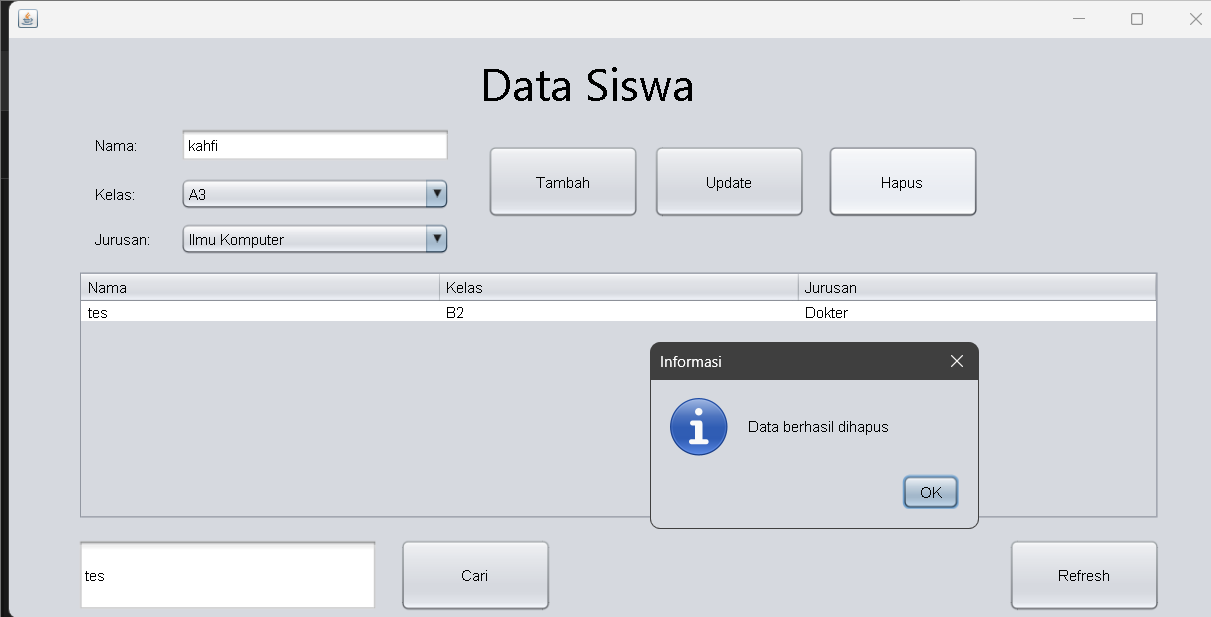 Data Siswa
Nama: kahfi
Tambah Update Hapus
Kelas: A3
Jurusan: Ilmu Komputer
Nama Kelas Jurusan
tes B2 Dokter
Informasi
Data berhasil dihapus
OK
tes Cari Refresh